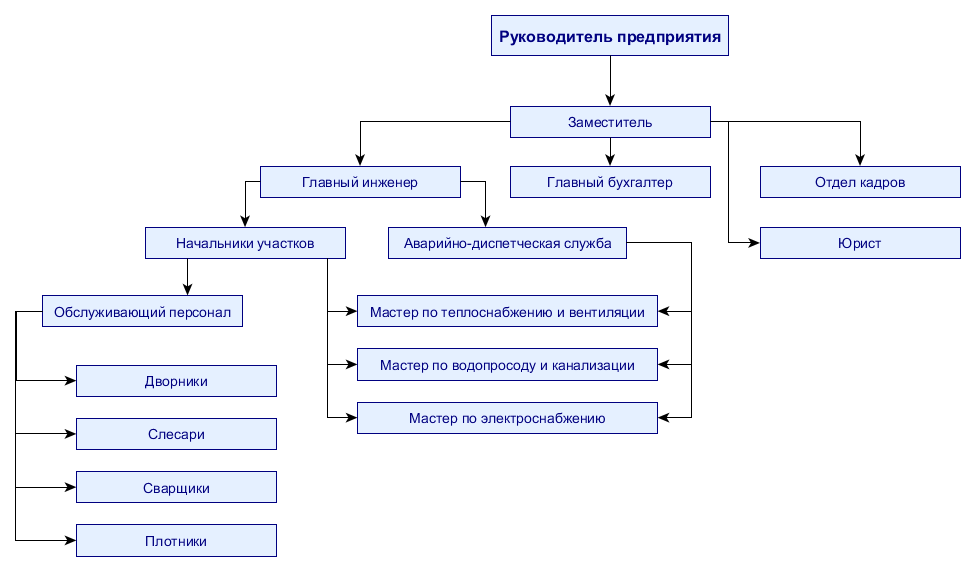 Руководитель предприятия
Заместитель
Главный инженер
Главный бухгалтер
Отдел кадров
Начальники участков
Аварийно-диспетческая служба
Юрист
Обслуживающий персонал
Мастер по теплоснабжению и вентиляции
Мастер по водопросоду и канализации
Мастер по электроснабжению
Дворники
Слесари
Сварщики
Плотники